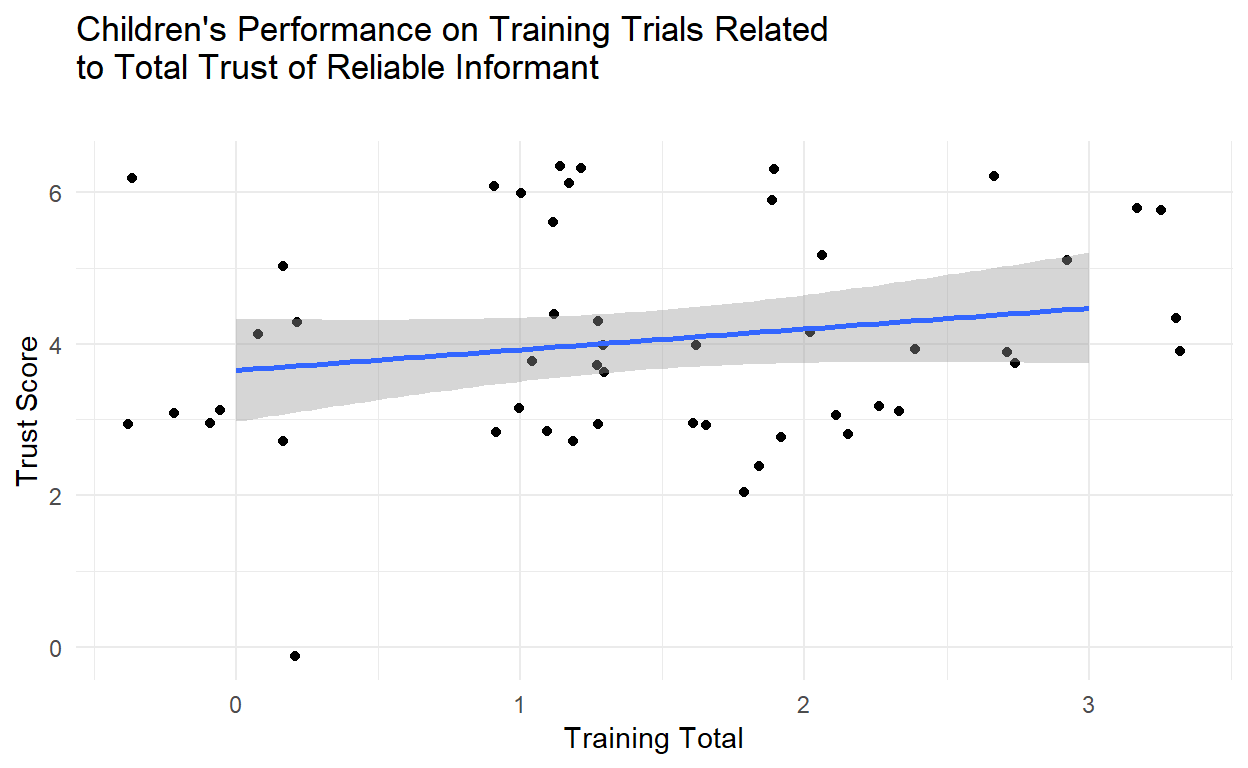 Children's Performance on Training Trials Related
to Total Trust of Reliable Informant
6
4
2
0
Trust Score
0
1
2
3
Training Total